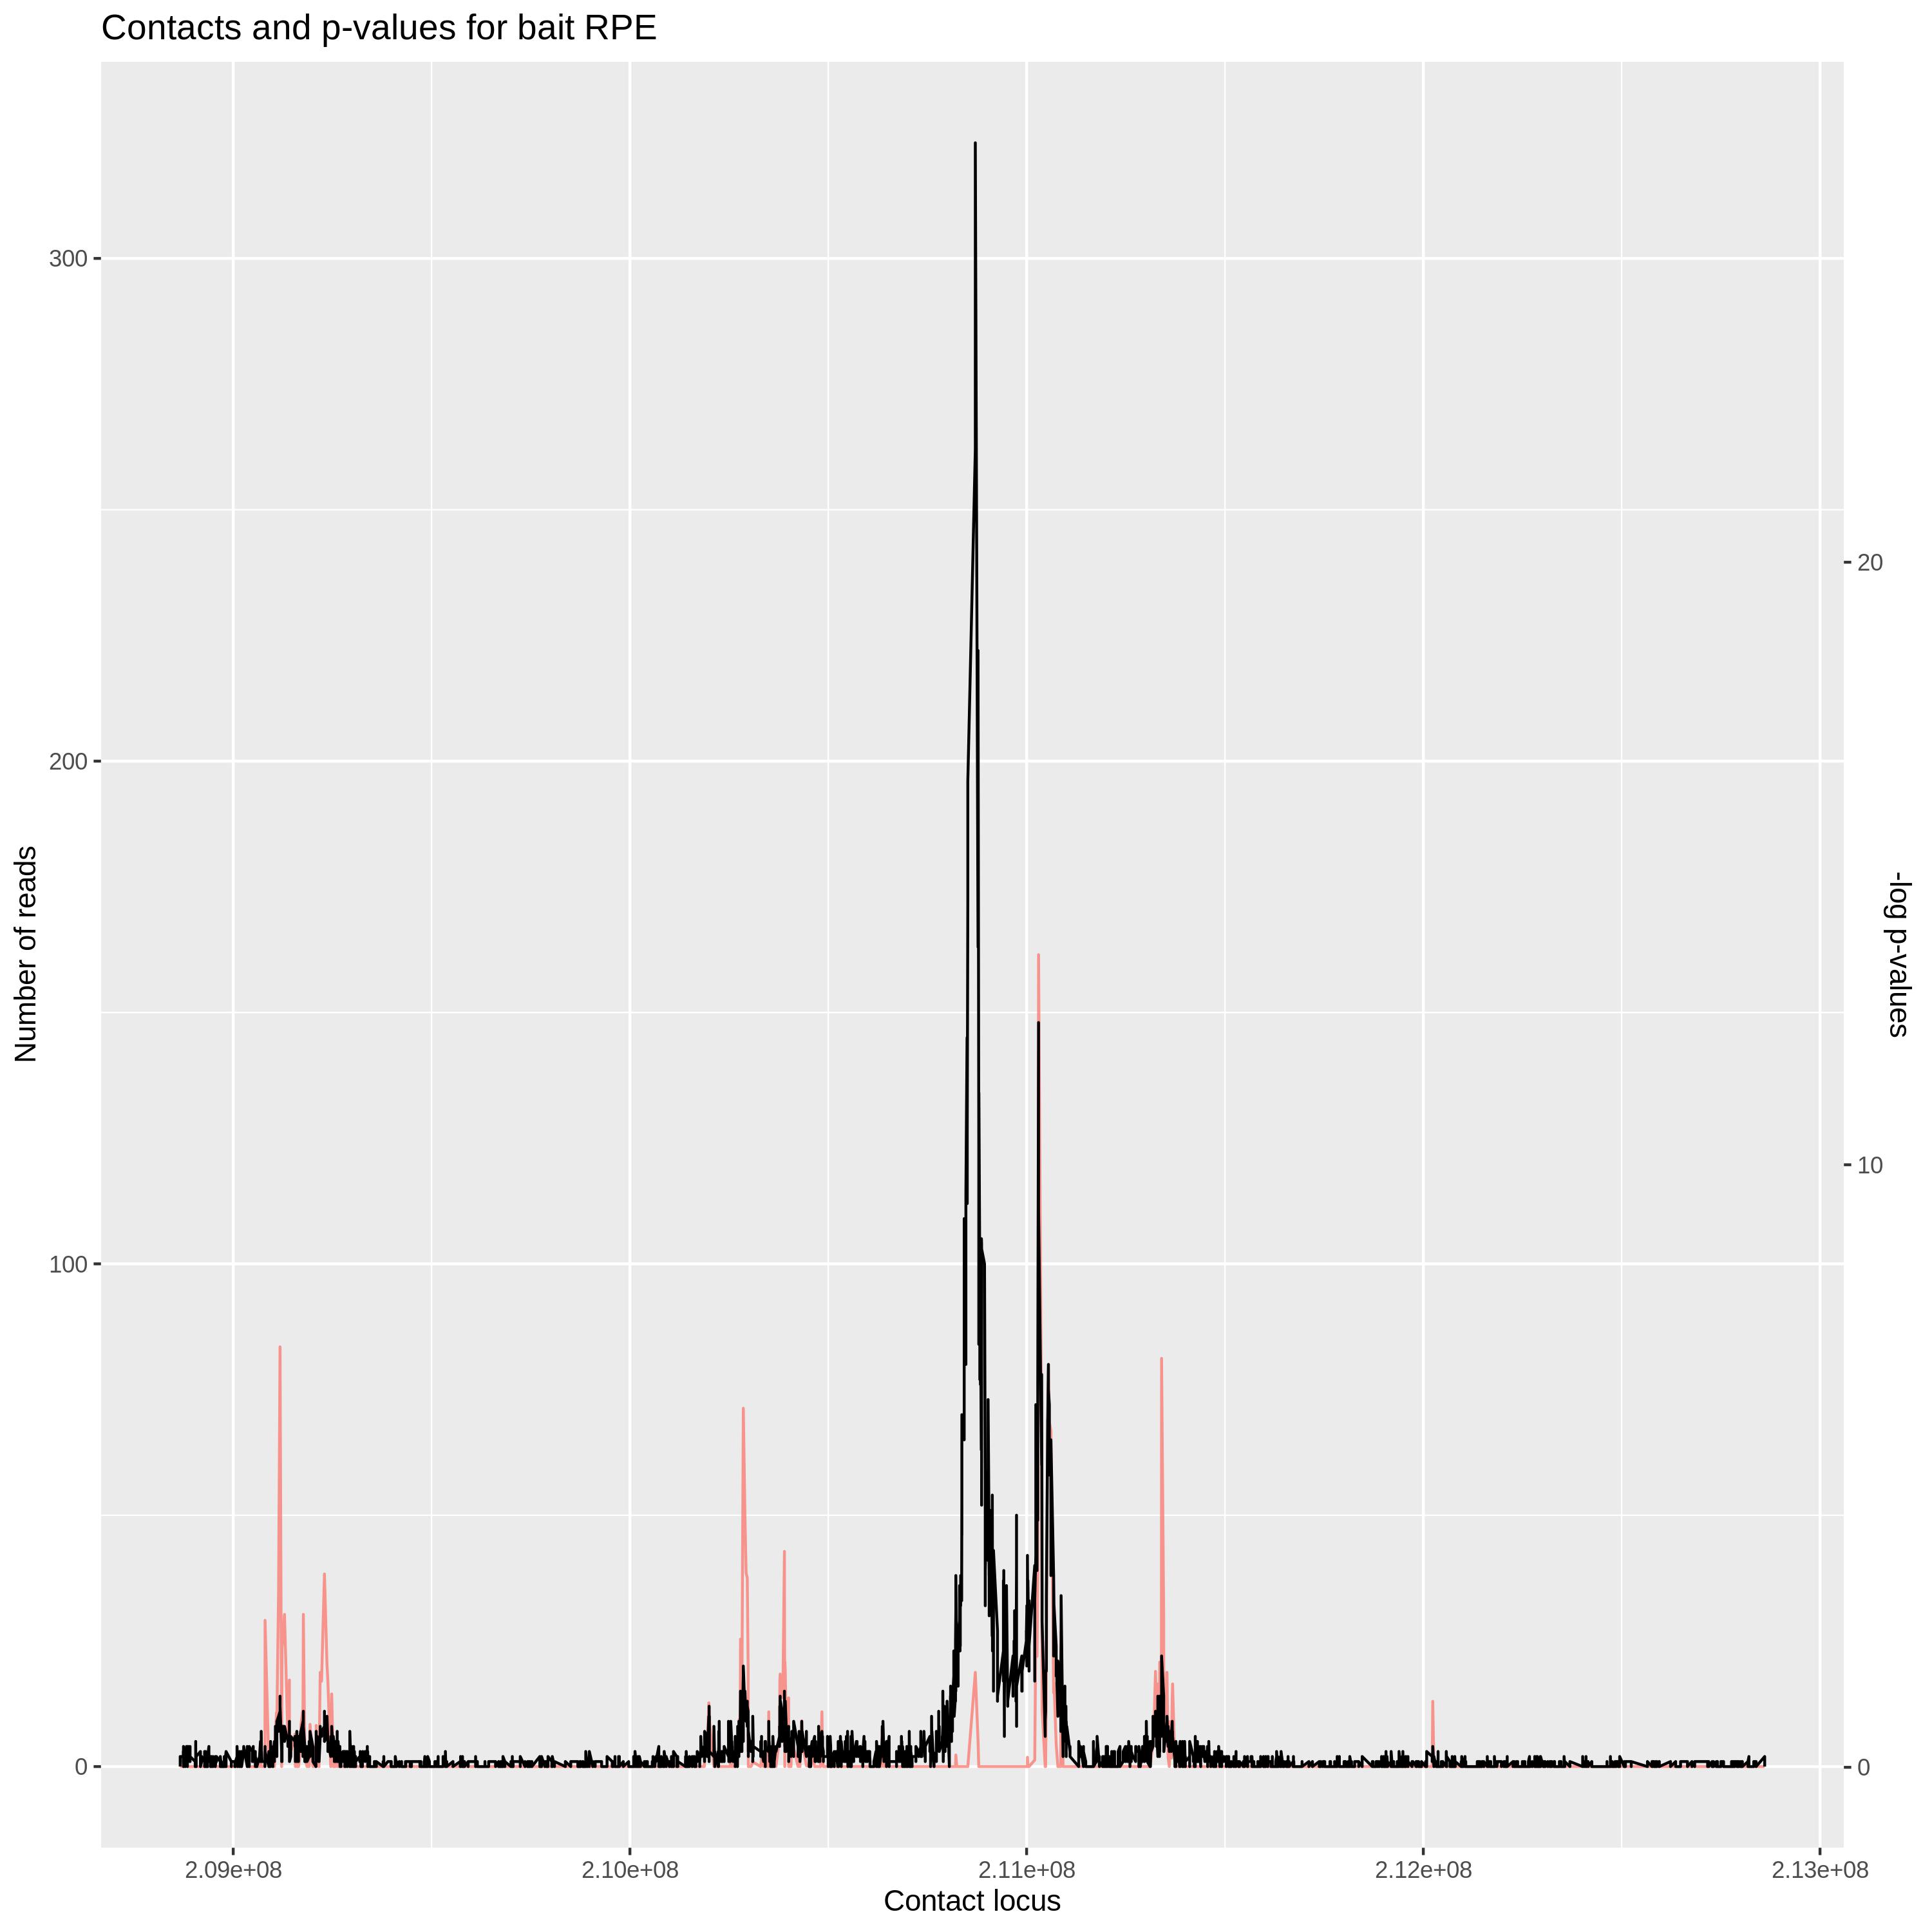 Contacts and p-values for bait RPE
300
200
100
0
Number of reads
20
10
0
-log p-values
2.09e+08
2.10e+08
2.11e+08
2.12e+08
2.13e+08
Contact locus